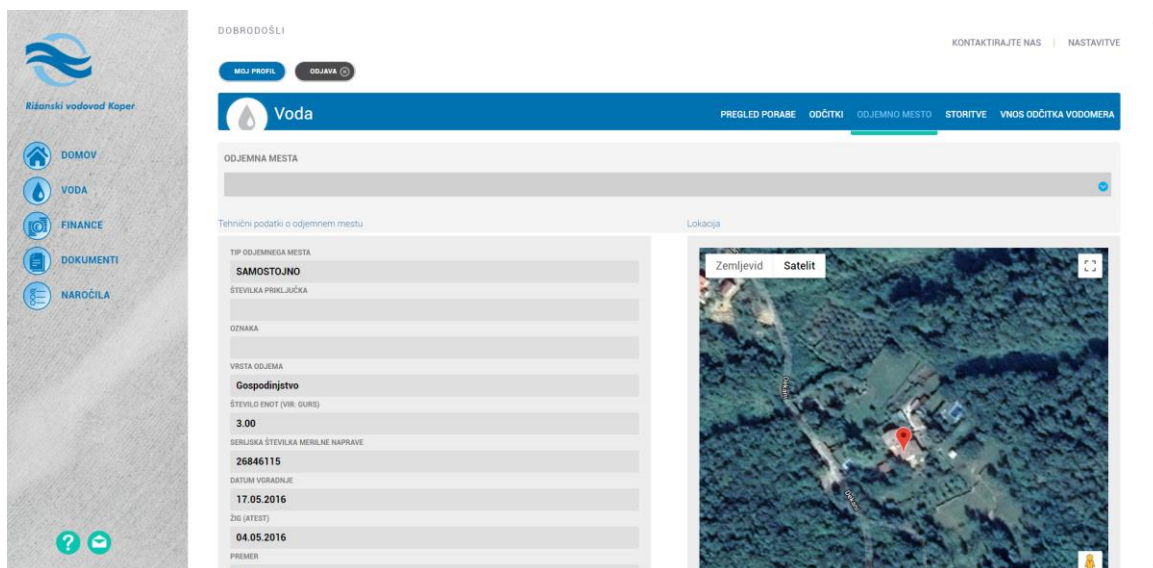 DOBRODOŠLI
KONTAKTIRAJTE NAS | NASTAVITVE
MOJ PROFIL
ODJAVA
Rižanski vodovod Koper
Voda
PREGLED PORABE
ODČITKI
ODJEMNO MESTO
STORITVE
VNOS ODČITKA VODOMERA
DOMOV
VODA
FINANCE
DOKUMENTI
NAROČILA
ODJEMNA MESTA
Tehnični podatki o odjemnem mestu
TIP ODJEMNEGA MESTA
SAMOSTOJNO
ŠTEVILKA PRIKLJUČKA
OZNAKA
VRSTA ODJEMA
Gospodinjstvo
ŠTEVILO ENOT (VIR: GURS)
3.00
SERIJSKA ŠTEVILKA MERILNE NAPRAVE
26846115
DATUM VGRADNJE
17.05.2016
ŽIG (ATEST)
04.05.2016
PREMER
Lokacija
Zemljevid
Satelit
Dekani
Dekani
?